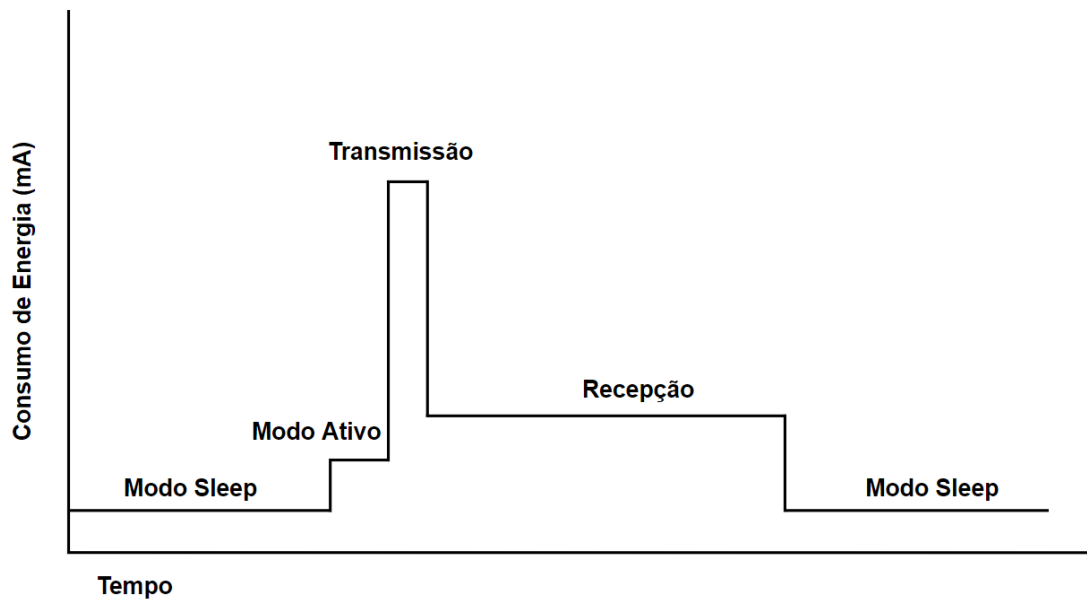 Consumo de Energia (mA)
Transmissão
Recepção
Modo Ativo
Modo Sleep
Modo Sleep
Tempo